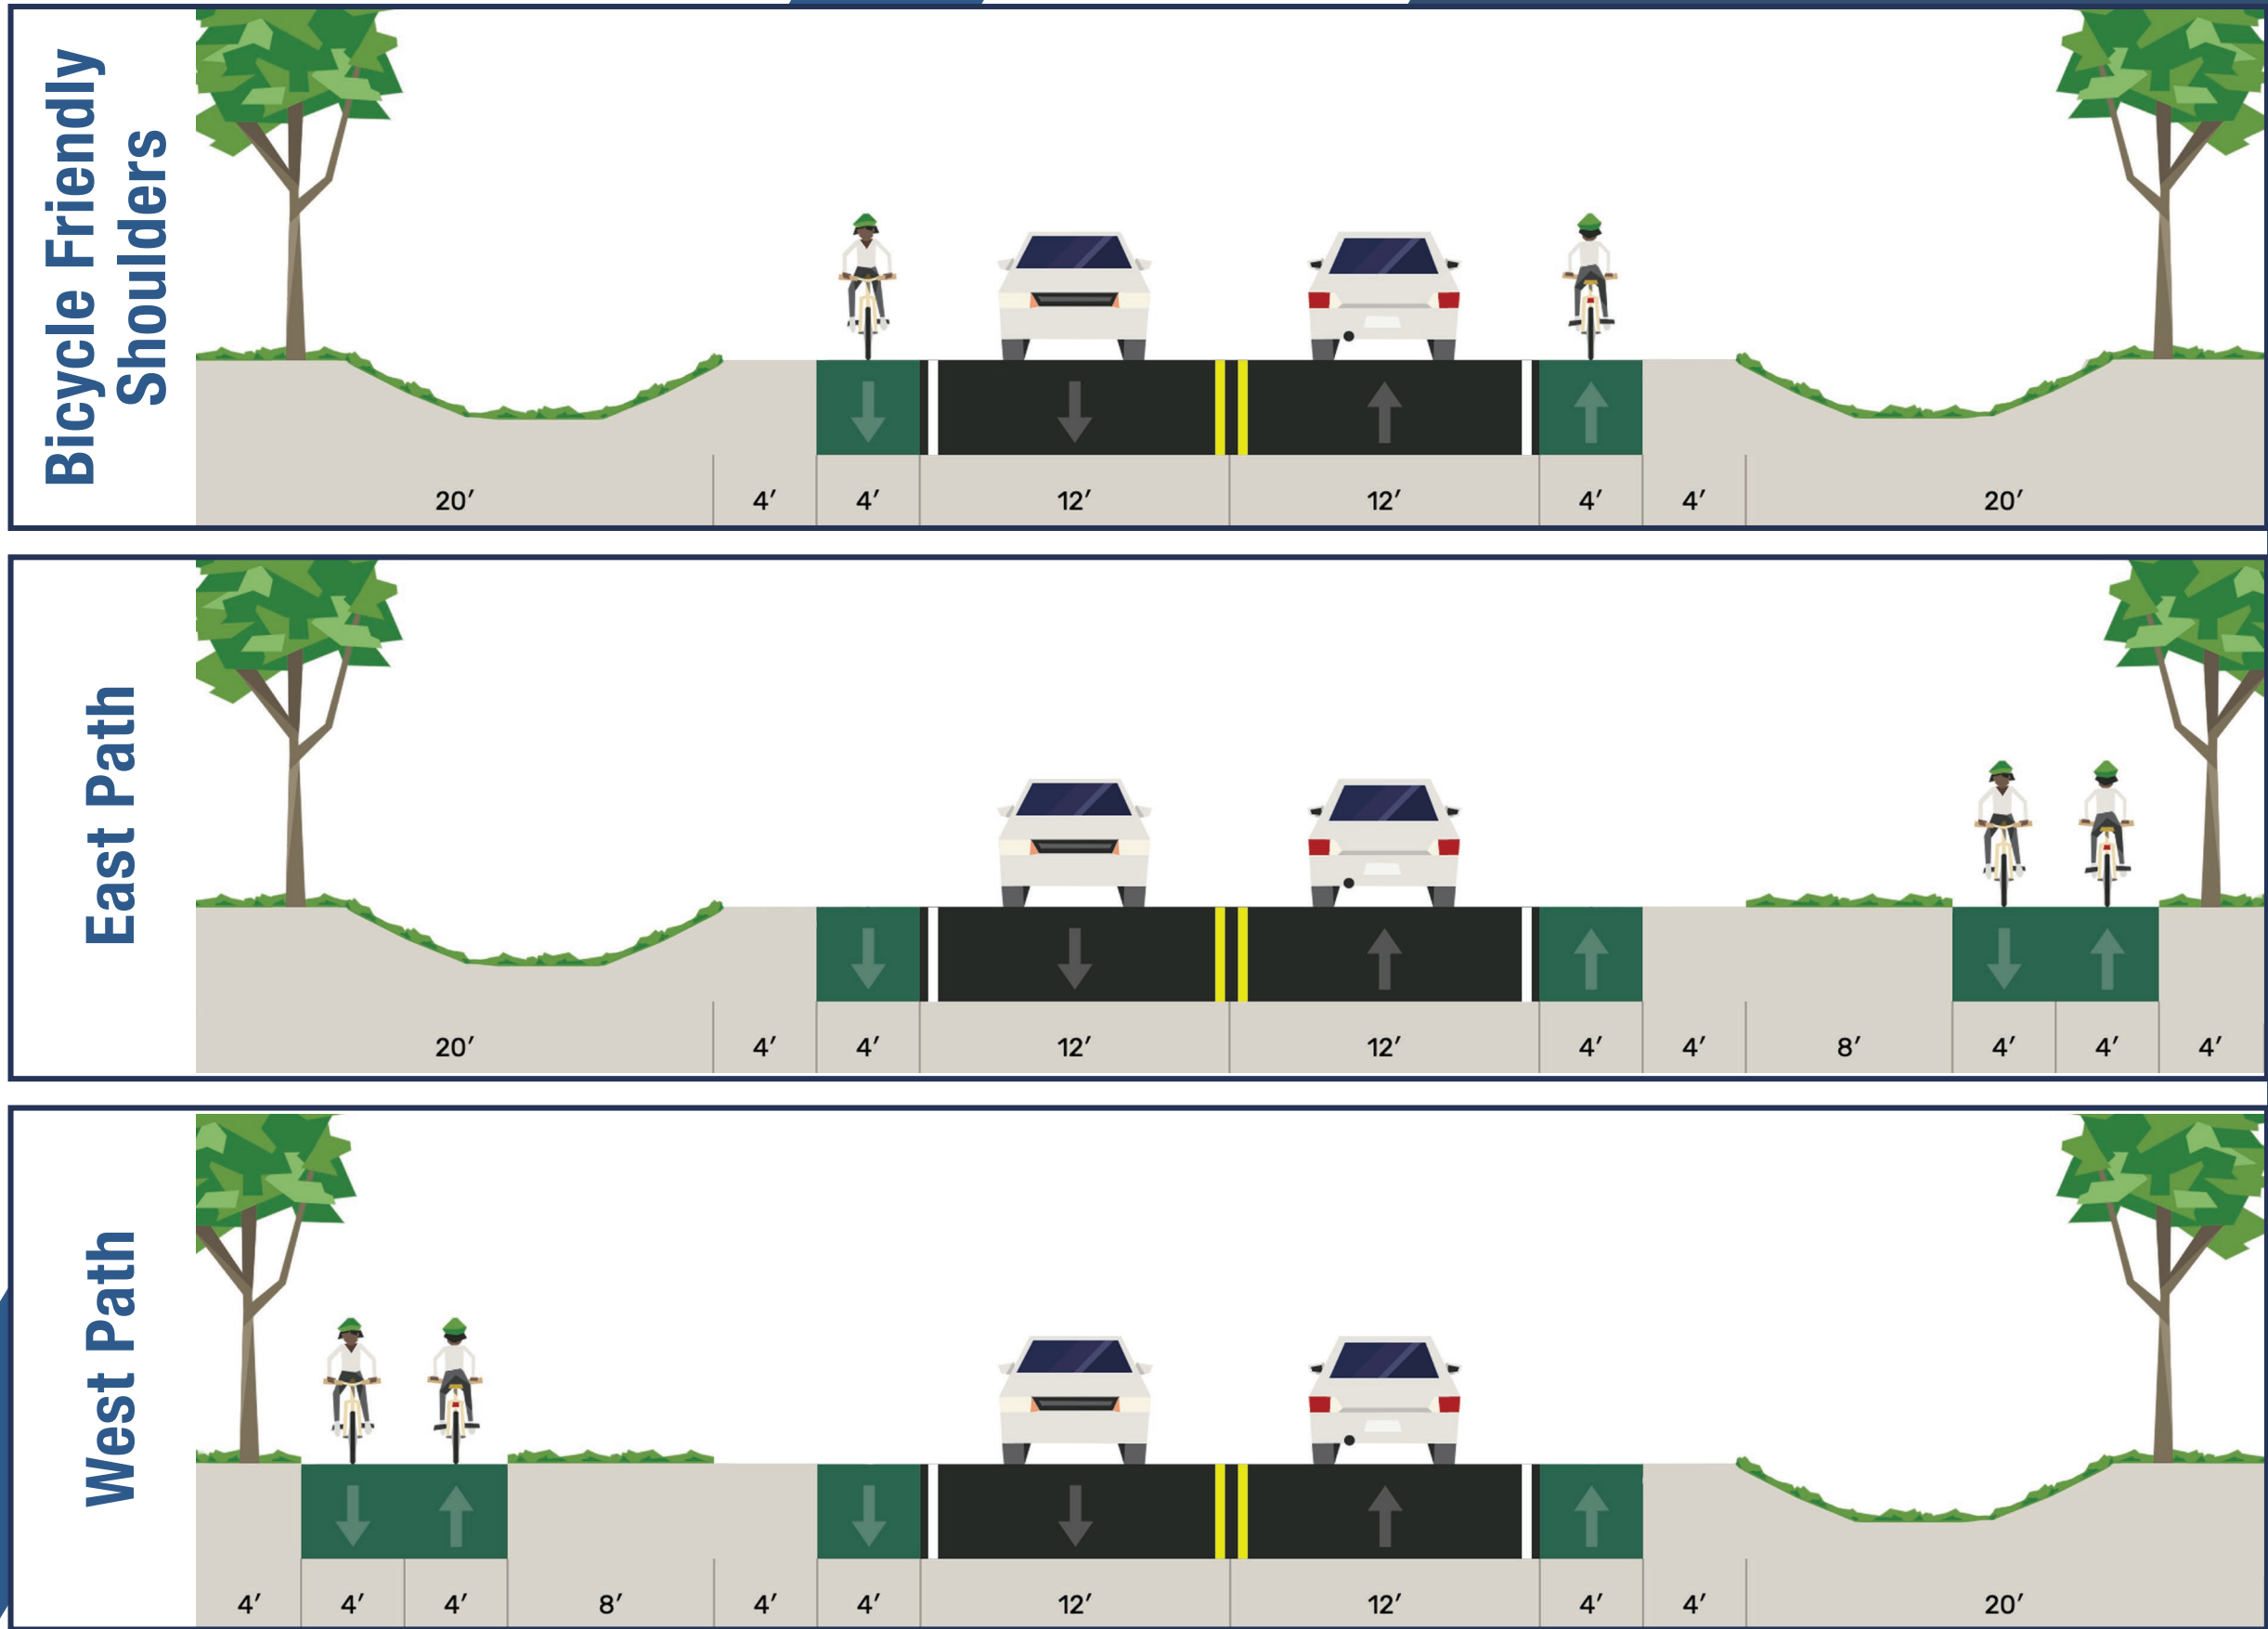 Bicycle Friendly
Shoulders
20′ 4′ 4′ 12′ 12′ 4′ 4′ 20′
East Path
20′ 4′ 4′ 12′ 12′ 4′ 4′ 8′ 4′ 4′ 4′
West Path
4′ 4′ 4′ 8′ 4′ 4′ 12′ 12′ 4′ 4′ 20′